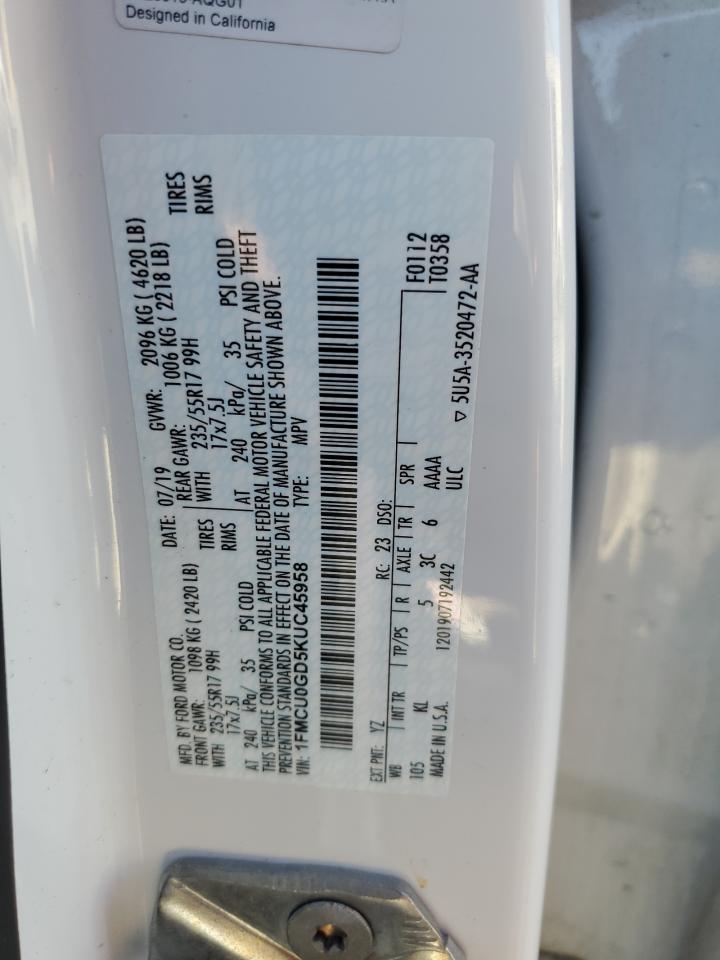 Designed in California
MFD. BY FORD MOTOR CO.
DATE: 07/19 GVWR: 2096 KG ( 4620 LB)
FRONT GAWR: 1098 KG ( 2420 LB) REAR GAWR: 1006 KG ( 2218 LB)
WITH 235/55R17 99H TIRES WITH 235/55R17 99H TIRES
17x7.5J RIMS 17x7.5J RIMS
AT 240 kPa/ 35 PSI COLD AT 240 kPa/ 35 PSI COLD
THIS VEHICLE CONFORMS TO ALL APPLICABLE FEDERAL MOTOR VEHICLE SAFETY AND THEFT
PREVENTION STANDARDS IN EFFECT ON THE DATE OF MANUFACTURE SHOWN ABOVE.
VIN: 1FMCU0GD5KUC45958 TYPE: MPV
EXT PNT: YZ RC: 23 DSO: F0112
WB INT TR TP/PS R AXLE TR SPR T0358
105 KL 5 3C 6 AAAA
MADE IN U.S.A. 1201907192442 ULC ▽ 5U5A-3520472-AA